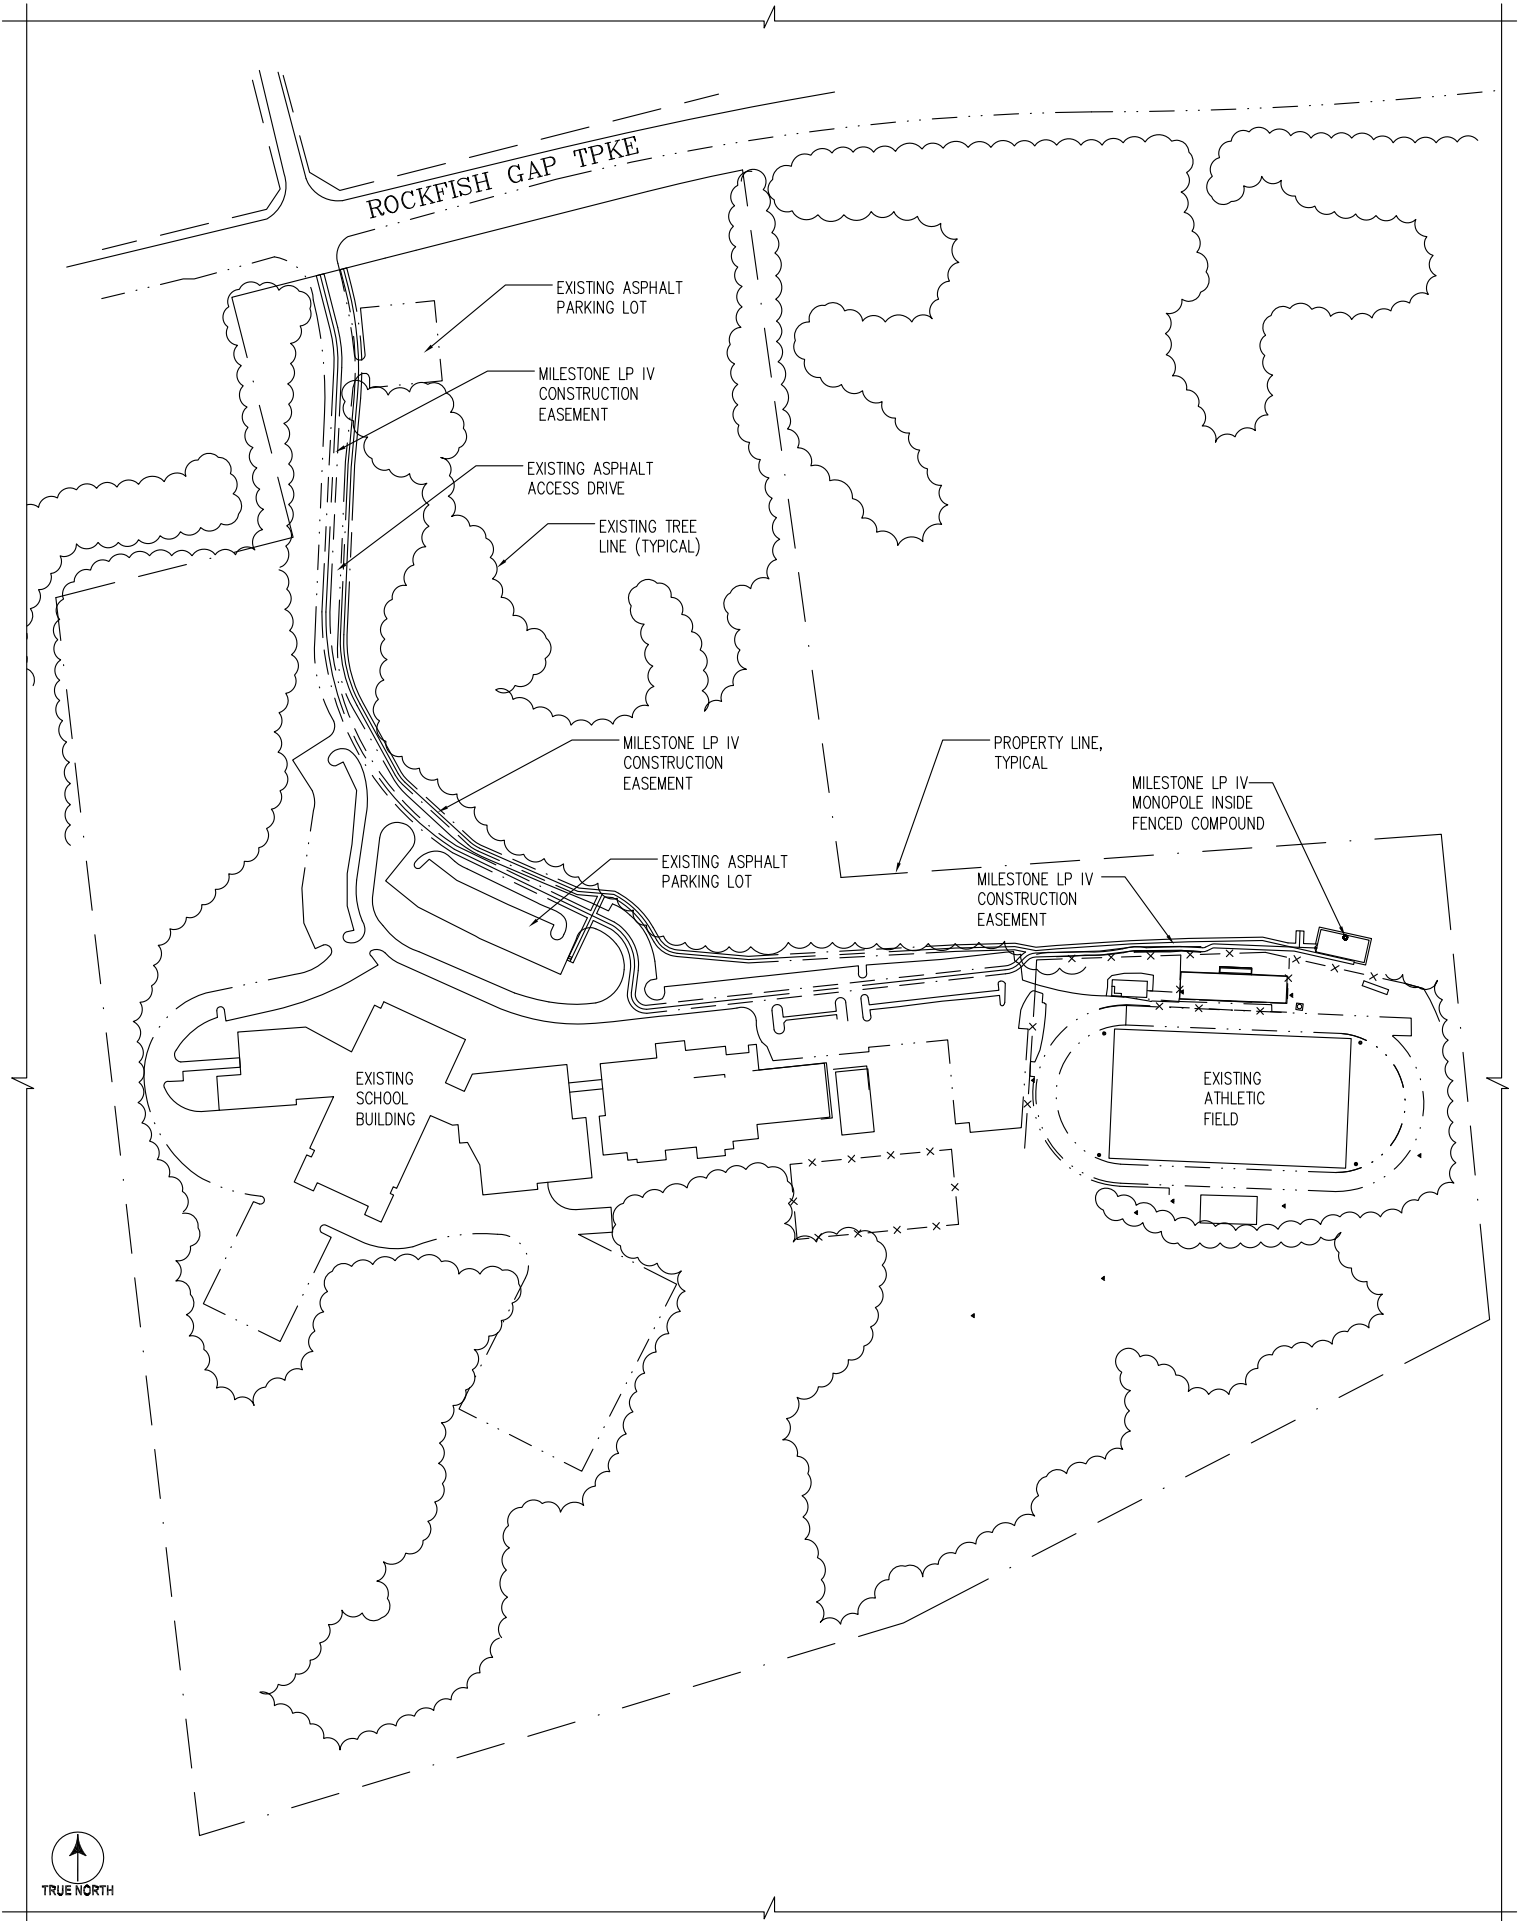 ROCKFISH GAP TPKE
EXISTING ASPHALT
PARKING LOT
MILESTONE LP IV
CONSTRUCTION
EASEMENT
EXISTING ASPHALT
ACCESS DRIVE
EXISTING TREE
LINE (TYPICAL)
MILESTONE LP IV
CONSTRUCTION
EASEMENT
PROPERTY LINE,
TYPICAL
MILESTONE LP IV
MONOPOLE INSIDE
FENCED COMPOUND
EXISTING ASPHALT
PARKING LOT
MILESTONE LP IV
CONSTRUCTION
EASEMENT
EXISTING
SCHOOL
BUILDING
EXISTING
ATHLETIC
FIELD
TRUE NORTH